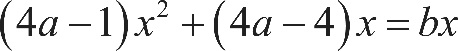 (4a − 1)x² + (4a − 4)x = bx